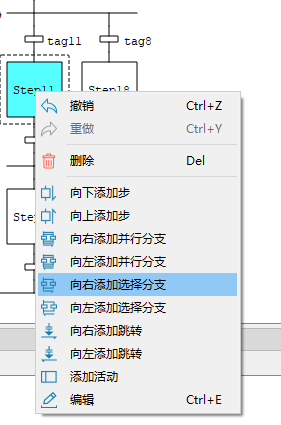 tag11 tag8
Step11 Step18
撤销 Ctrl+Z
重做 Ctrl+Y
删除 Del
向下添加步
向上添加步
向右添加并行分支
向左添加并行分支
向右添加选择分支
向左添加选择分支
向右添加跳转
向左添加跳转
添加活动
编辑 Ctrl+E